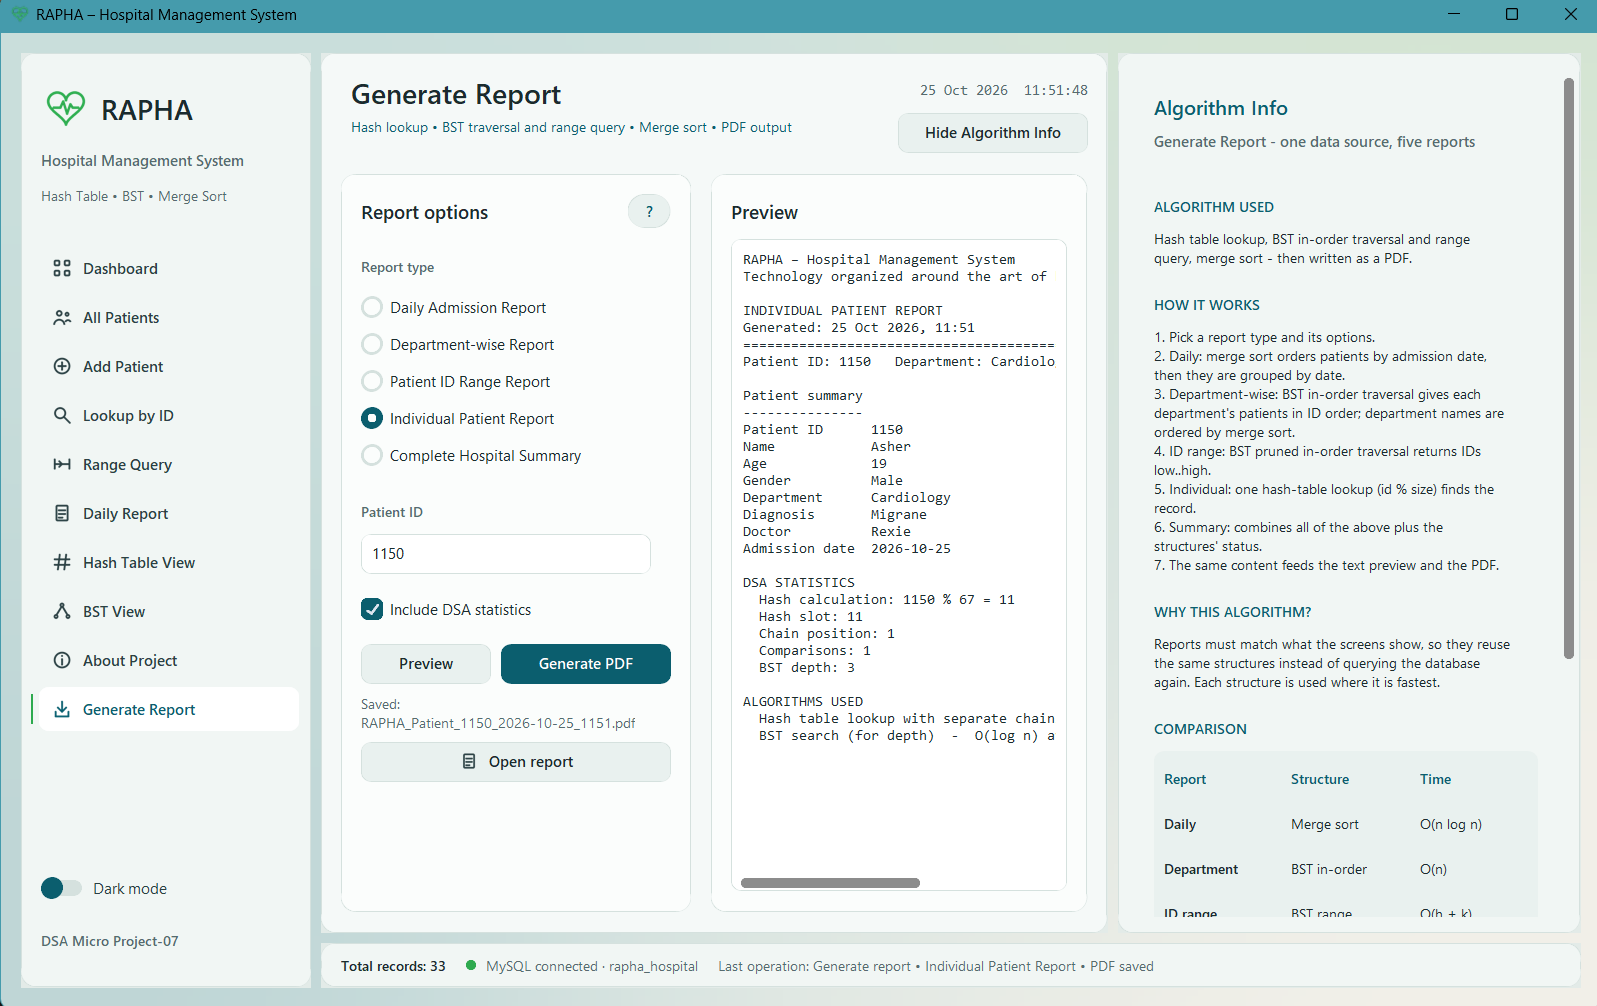 RAPHA – Hospital Management System
RAPHA
Hospital Management System
Hash Table • BST • Merge Sort
Dashboard
All Patients
Add Patient
Lookup by ID
Range Query
Daily Report
Hash Table View
BST View
About Project
Generate Report
Dark mode
DSA Micro Project-07
Generate Report
Hash lookup • BST traversal and range query • Merge sort • PDF output
25 Oct 2026 11:51:48
Hide Algorithm Info
Report options
?
Report type
Daily Admission Report
Department-wise Report
Patient ID Range Report
Individual Patient Report
Complete Hospital Summary
Patient ID
1150
Include DSA statistics
Preview
Generate PDF
Saved:
RAPHA_Patient_1150_2026-10-25_1151.pdf
Open report
Preview
RAPHA – Hospital Management System
Technology organized around the art of
INDIVIDUAL PATIENT REPORT
Generated: 25 Oct 2026, 11:51
=======================================
Patient ID: 1150 Department: Cardiolo
Patient summary
---------------
Patient ID 1150
Name Asher
Age 19
Gender Male
Department Cardiology
Diagnosis Migrane
Doctor Rexie
Admission date 2026-10-25
DSA STATISTICS
Hash calculation: 1150 % 67 = 11
Hash slot: 11
Chain position: 1
Comparisons: 1
BST depth: 3
ALGORITHMS USED
Hash table lookup with separate chain
BST search (for depth) - O(log n) a
Algorithm Info
Generate Report - one data source, five reports
ALGORITHM USED
Hash table lookup, BST in-order traversal and range
query, merge sort - then written as a PDF.
HOW IT WORKS
1. Pick a report type and its options.
2. Daily: merge sort orders patients by admission date,
then they are grouped by date.
3. Department-wise: BST in-order traversal gives each
department's patients in ID order; department names are
ordered by merge sort.
4. ID range: BST pruned in-order traversal returns IDs
low..high.
5. Individual: one hash-table lookup (id % size) finds the
record.
6. Summary: combines all of the above plus the
structures' status.
7. The same content feeds the text preview and the PDF.
WHY THIS ALGORITHM?
Reports must match what the screens show, so they reuse
the same structures instead of querying the database
again. Each structure is used where it is fastest.
COMPARISON
Report Structure Time
Daily Merge sort O(n log n)
Department BST in-order O(n)
ID range BST range O(h + k)
Total records: 33
MySQL connected · rapha_hospital
Last operation: Generate report • Individual Patient Report • PDF saved